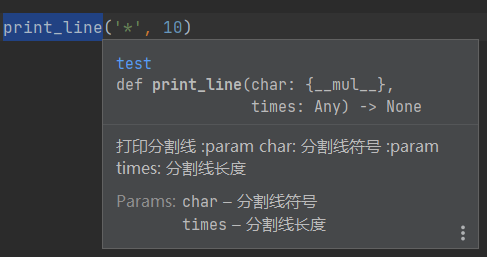 print_line('*', 10)
test
def print_line(char: {__mul__},
times: Any) -> None
打印分割线 :param char: 分割线符号 :param
times: 分割线长度
Params: char – 分割线符号
times – 分割线长度